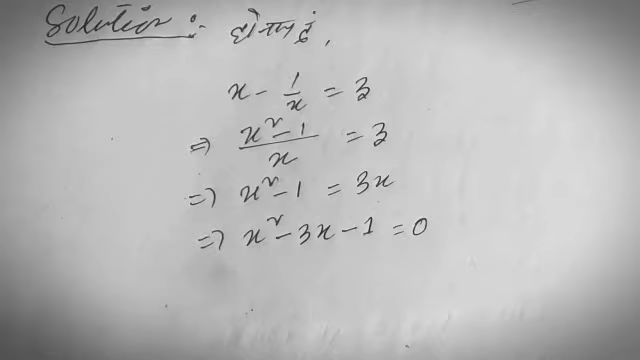 Solution:-
x - 1/x = 3
⇒ x² - 1 / x = 3
⇒ x² - 1 = 3x
⇒ x² - 3x - 1 = 0